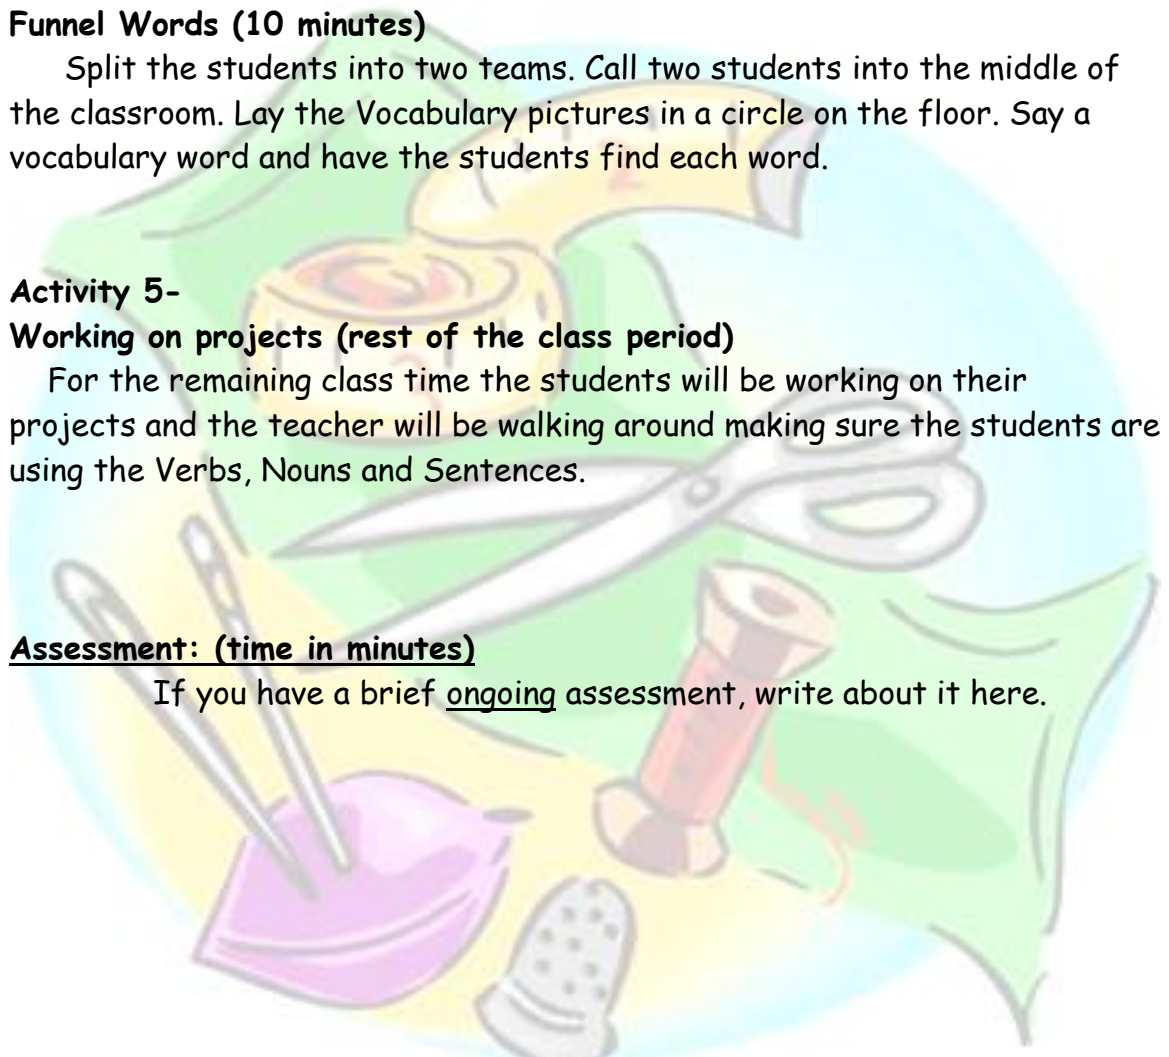 Funnel Words (10 minutes)
Split the students into two teams. Call two students into the middle of
the classroom. Lay the Vocabulary pictures in a circle on the floor. Say a
vocabulary word and have the students find each word.
Activity 5-
Working on projects (rest of the class period)
For the remaining class time the students will be working on their
projects and the teacher will be walking around making sure the students are
using the Verbs, Nouns and Sentences.
Assessment: (time in minutes)
If you have a brief ongoing assessment, write about it here.